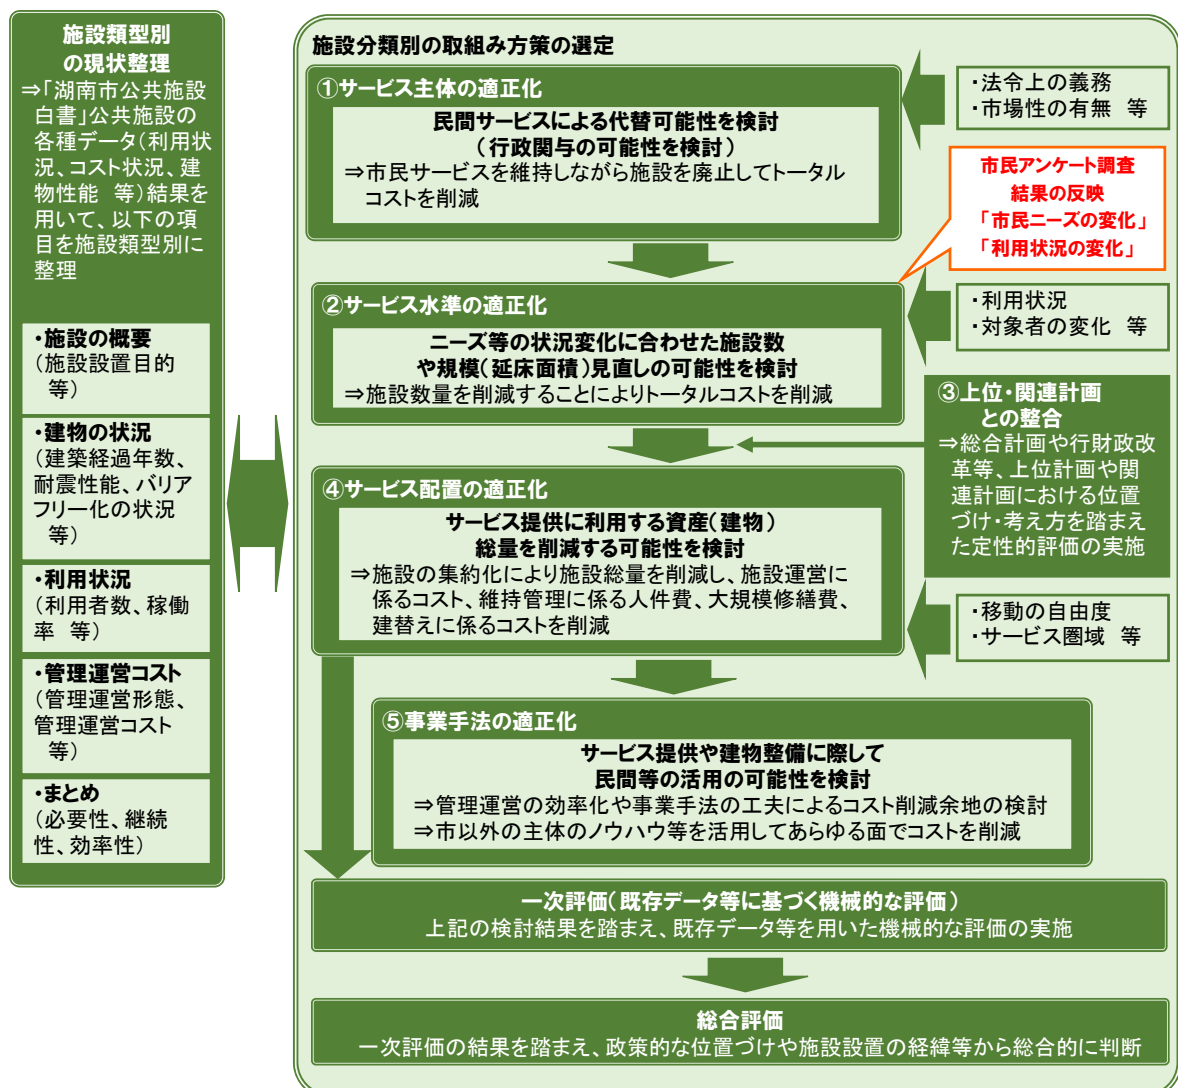 施設類型別
の現状整理
⇒「湖南市公共施設
白書」公共施設の
各種データ(利用状
況、コスト状況、建
物性能　等)結果を
用いて、以下の項
目を施設類型別に
整理
・施設の概要
(施設設置目的
等)
・建物の状況
(建築経過年数、
耐震性能、バリア
フリー化の状況
等)
・利用状況
(利用者数、稼働
率　等)
・管理運営コスト
(管理運営形態、
管理運営コスト
等)
・まとめ
(必要性、継続
性、効率性)
施設分類別の取組み方策の選定
①サービス主体の適正化
民間サービスによる代替可能性を検討
(行政関与の可能性を検討)
⇒市民サービスを維持しながら施設を廃止してトータル
コストを削減
・法令上の義務
・市場性の有無　等
市民アンケート調査
結果の反映
「市民ニーズの変化」
「利用状況の変化」
②サービス水準の適正化
ニーズ等の状況変化に合わせた施設数
や規模(延床面積)見直しの可能性を検討
⇒施設数量を削減することによりトータルコストを削減
・利用状況
・対象者の変化　等
③上位・関連計画
との整合
⇒総合計画や行財政改
革等、上位計画や関
連計画における位置
づけ・考え方を踏まえ
た定性的評価の実施
④サービス配置の適正化
サービス提供に利用する資産(建物)
総量を削減する可能性を検討
⇒施設の集約化により施設総量を削減し、施設運営に
係るコスト、維持管理に係る人件費、大規模修繕費、
建替えに係るコストを削減
・移動の自由度
・サービス圏域　等
⑤事業手法の適正化
サービス提供や建物整備に際して
民間等の活用の可能性を検討
⇒管理運営の効率化や事業手法の工夫によるコスト削減余地の検討
⇒市以外の主体のノウハウ等を活用してあらゆる面でコストを削減
一次評価(既存データ等に基づく機械的な評価)
上記の検討結果を踏まえ、既存データ等を用いた機械的な評価の実施
総合評価
一次評価の結果を踏まえ、政策的な位置づけや施設設置の経緯等から総合的に判断